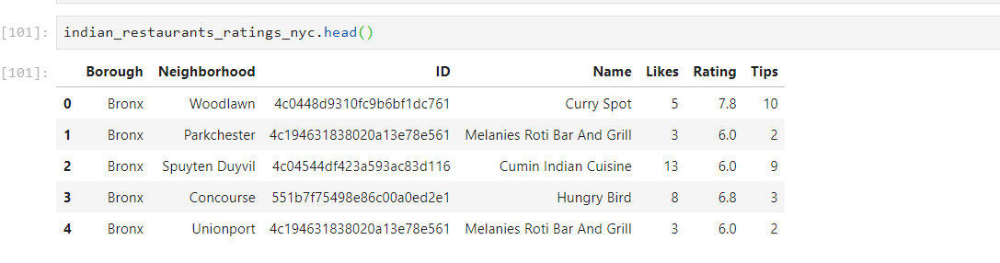 [101]: indian_restaurants_ratings_nyc.head()
[101]: Borough Neighborhood ID Name Likes Rating Tips
0 Bronx Woodlawn 4c0448d9310fc9b6bf1dc761 Curry Spot 5 7.8 10
1 Bronx Parkchester 4c194631838020a13e78e561 Melanies Roti Bar And Grill 3 6.0 2
2 Bronx Spuyten Duyvil 4c04544df423a593ac83d116 Cumin Indian Cuisine 13 6.0 9
3 Bronx Concourse 551b7f75498e86c00a0ed2e1 Hungry Bird 8 6.8 3
4 Bronx Unionport 4c194631838020a13e78e561 Melanies Roti Bar And Grill 3 6.0 2